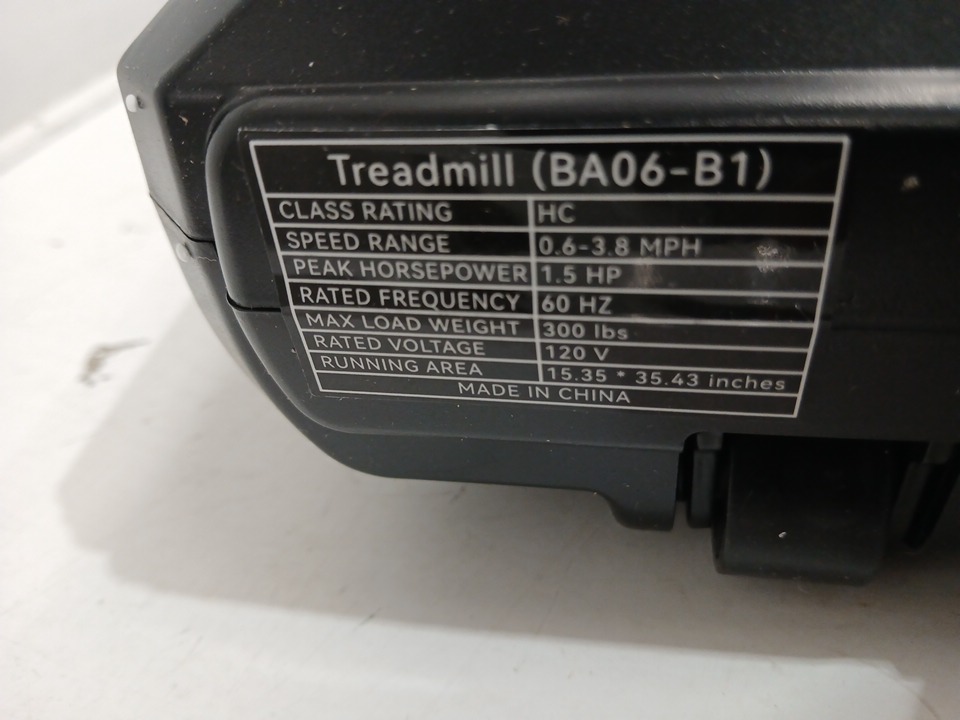 Treadmill (BA06-B1)
CLASS RATING HC
SPEED RANGE 0.6-3.8 MPH
PEAK HORSEPOWER 1.5 HP
RATED FREQUENCY 60 HZ
MAX LOAD WEIGHT 300 lbs
RATED VOLTAGE 120 V
RUNNING AREA 15.35 * 35.43 inches
MADE IN CHINA